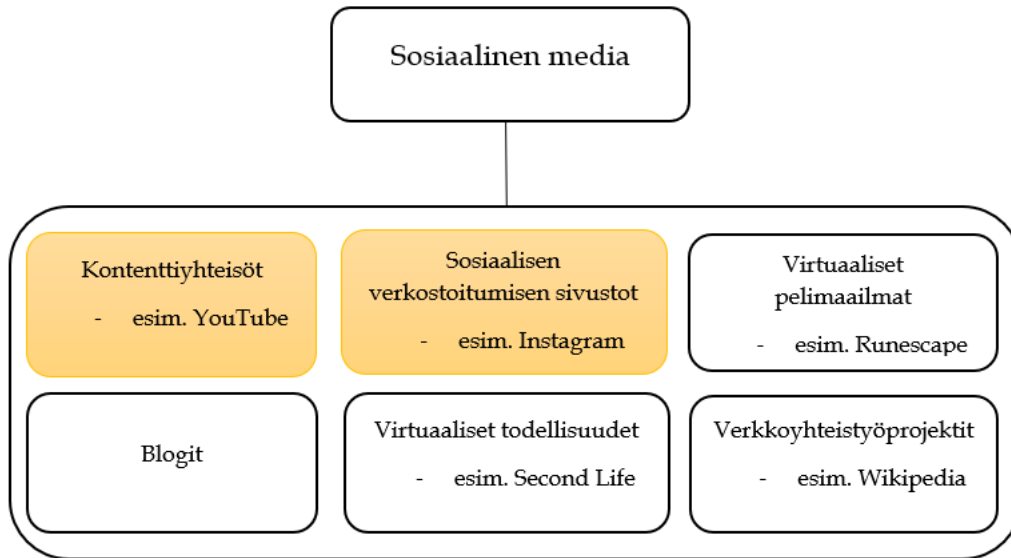 Sosiaalinen media
Kontenttiyhteisöt
- esim. YouTube
Sosiaalisen
verkostoitumisen sivustot
- esim. Instagram
Virtuaaliset
pelimaailmat
- esim. Runescape
Blogit
Virtuaaliset todellisuudet
- esim. Second Life
Verkkoyhteistyöprojektit
- esim. Wikipedia